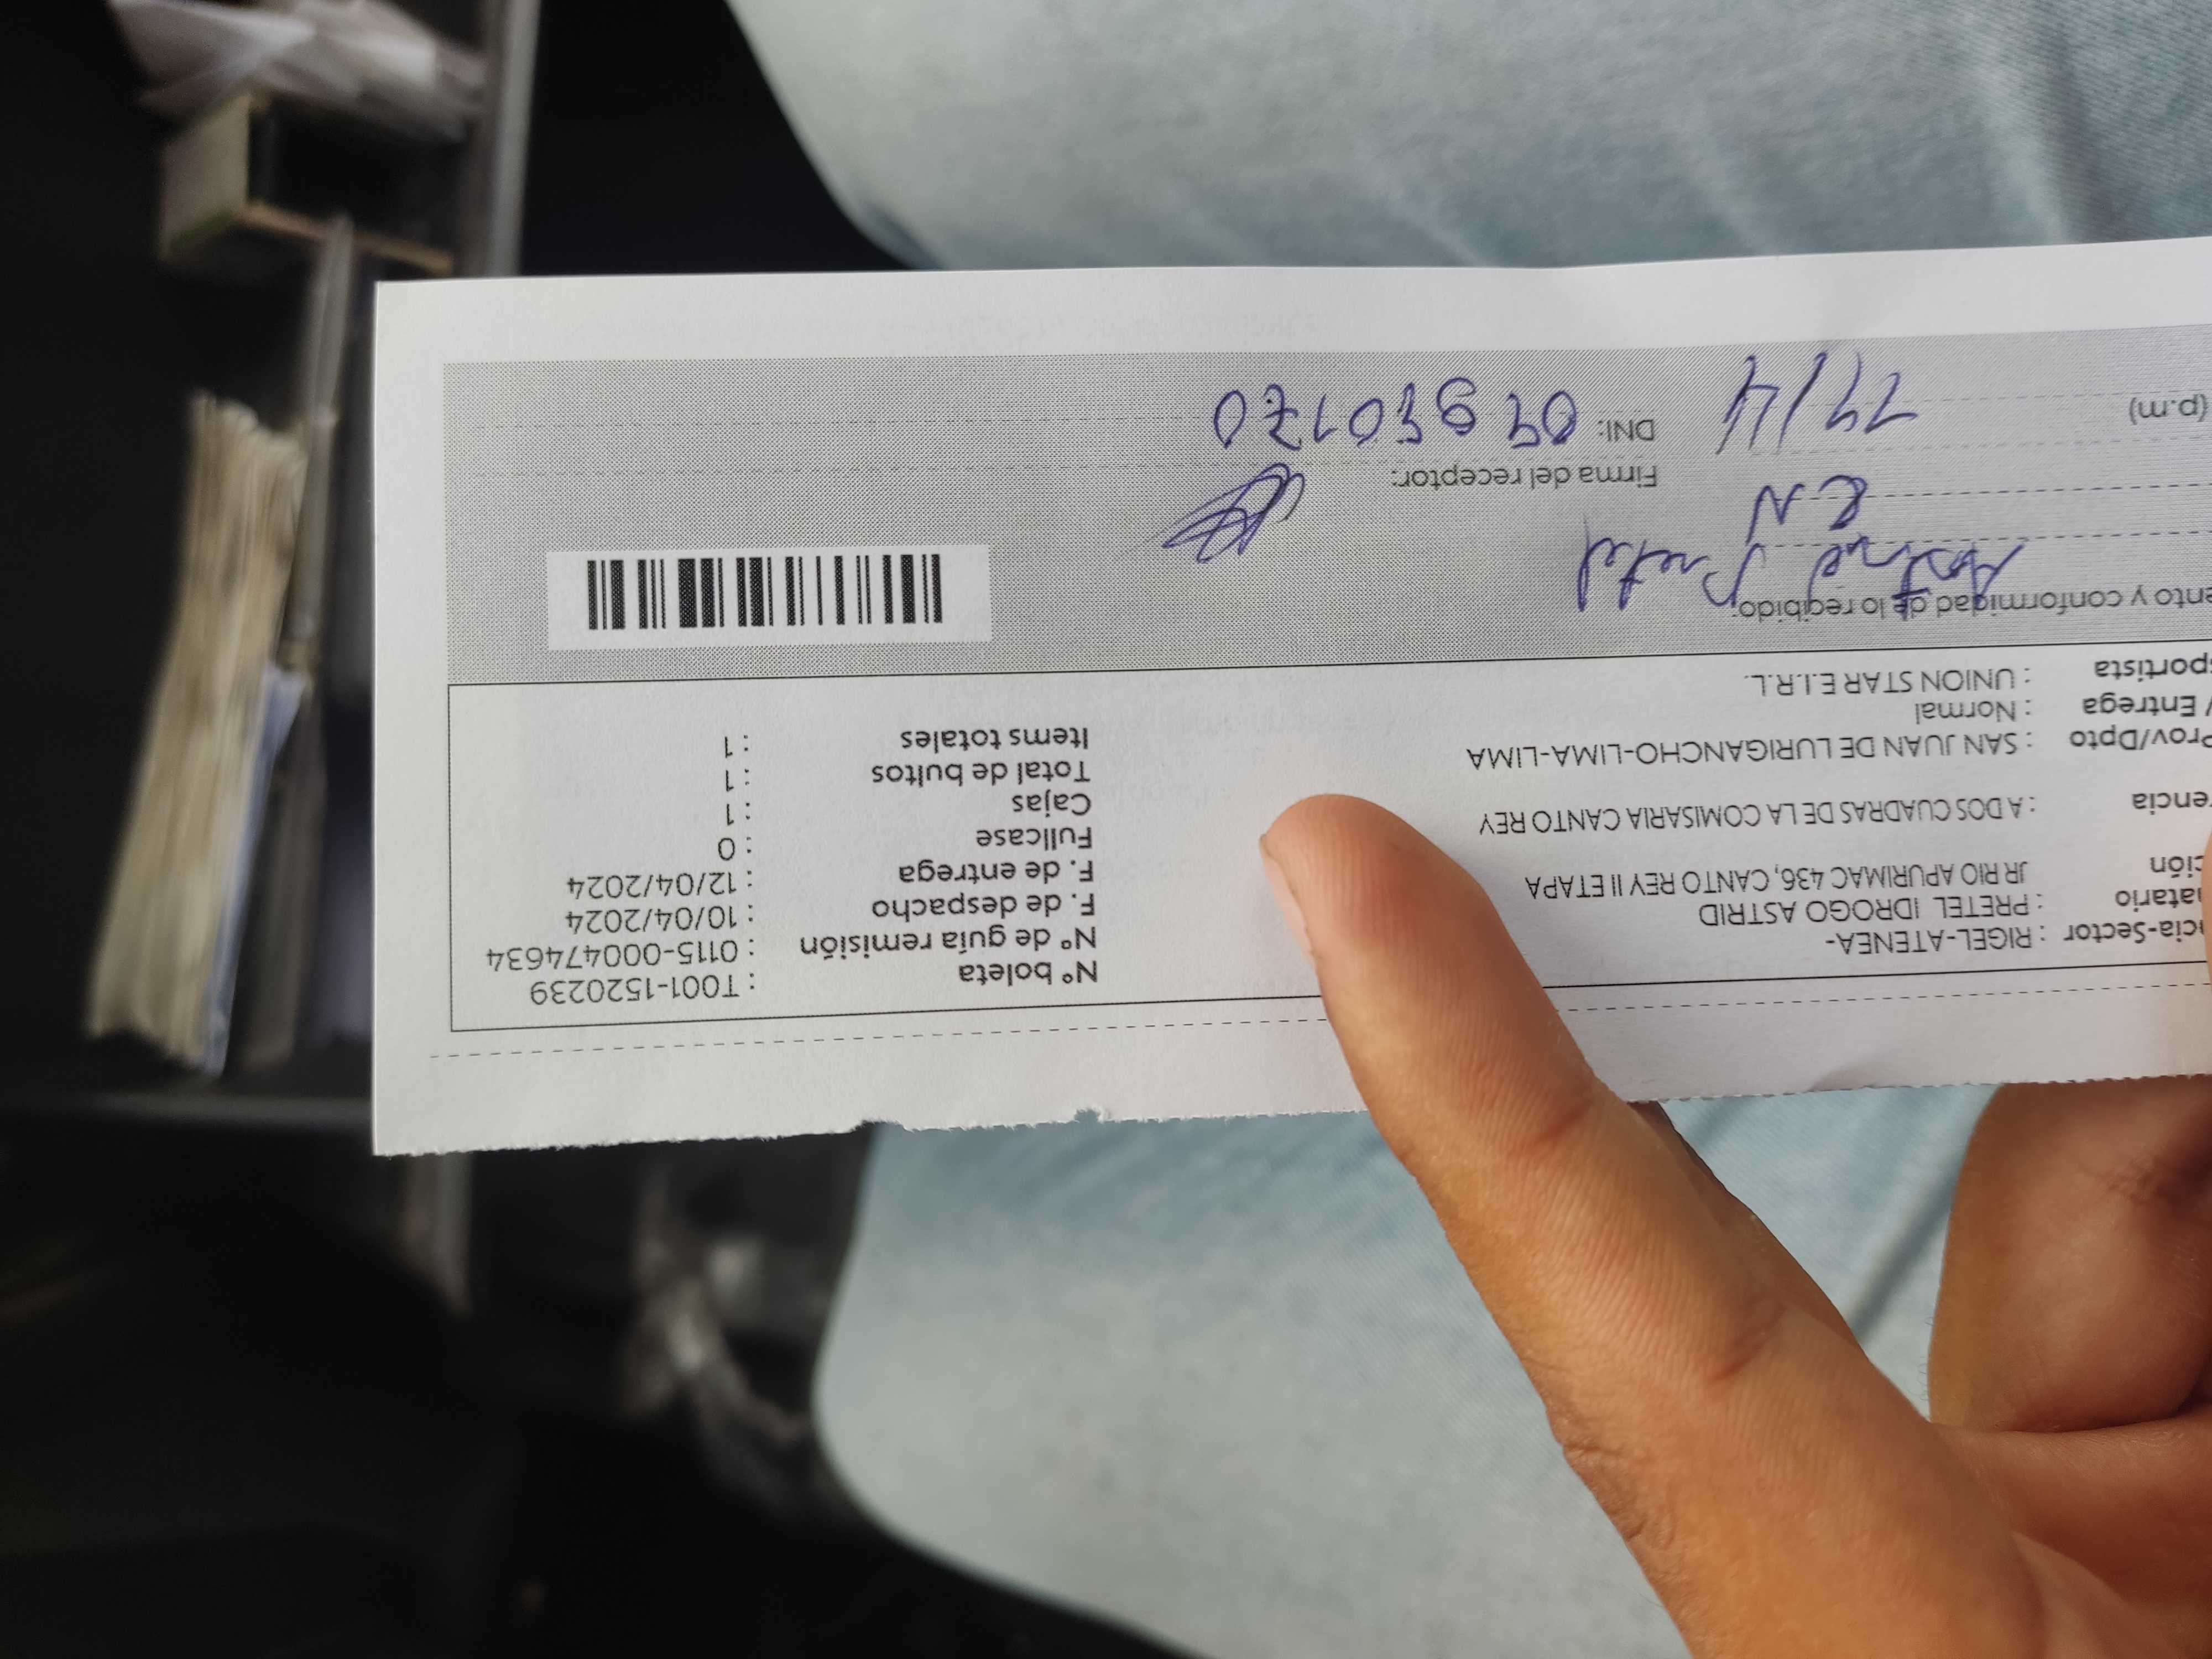 Nº boleta : T001-1520239
Nº de guía remisión : 0115-000474634
F. de despacho : 10/04/2024
F. de entrega : 12/04/2024
Fullcase : 0
Cajas : 1
Total de bultos : 1
Items totales : 1
cia-Sector : RIGEL-ATENEA-
natario : PRETEL IDROGO ASTRID
ción JR RIO APURIMAC 436, CANTO REY II ETAPA
encia : A DOS CUADRAS DE LA COMISARIA CANTO REY
Prov/Dpto : SAN JUAN DE LURIGANCHO-LIMA-LIMA
/ Entrega : Normal
sportista : UNION STAR E.I.R.L.
ento y conformidad de lo recibido:
Pretel
Firma del receptor:
(p.m)
DNI: